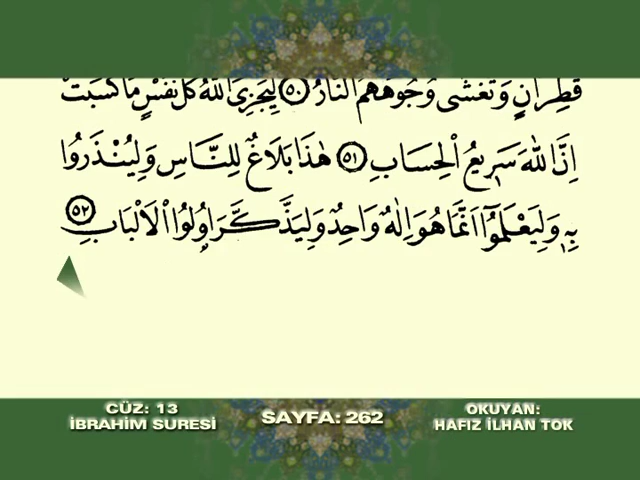 قَطِرَانٍ وَتَغْشٰى وُجُوهَهُمُ النَّارُ ﴿٥٠﴾ لِيَجْزِىَ اللّٰهُ كُلَّ نَفْسٍ مَا كَسَبَتْ
اِنَّ اللّٰهَ سَرٖيعُ الْحِسَابِ ﴿٥١﴾ هٰذَا بَلَاغٌ لِلنَّاسِ وَلِيُنْذَرُوا
بِهٖ وَلِيَعْلَمُٓوا اَنَّمَا هُوَ اِلٰهٌ وَاحِدٌ وَلِيَذَّكَّرَ اُولُوا الْاَلْبَابِ ﴿٥٢﴾
CÜZ: 13
İBRAHİM SURESİ
SAYFA: 262
OKUYAN:
HAFIZ İLHAN TOK